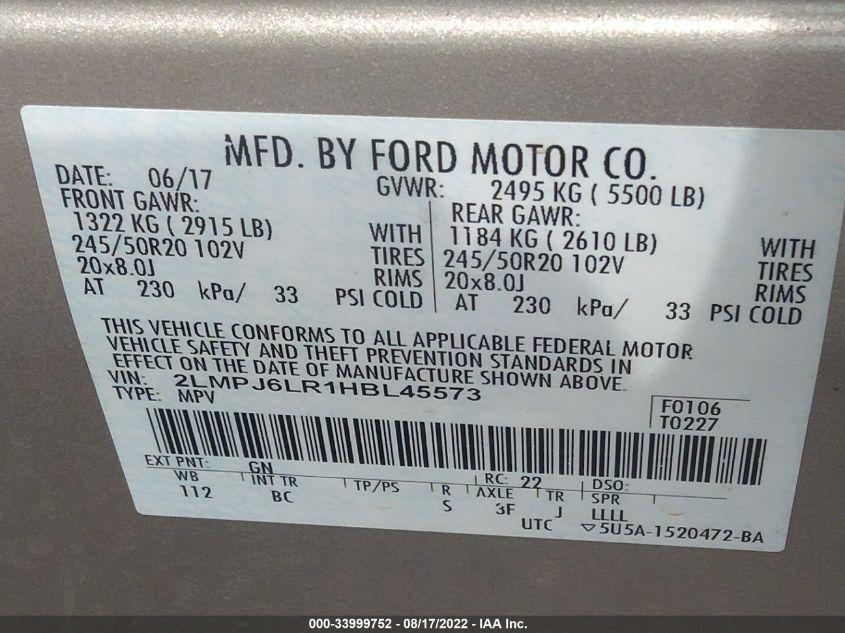 MFD. BY FORD MOTOR CO.
DATE: 06/17 GVWR: 2495 KG ( 5500 LB)
FRONT GAWR: REAR GAWR:
1322 KG ( 2915 LB) WITH 1184 KG ( 2610 LB) WITH
245/50R20 102V TIRES 245/50R20 102V TIRES
20x8.0J RIMS 20x8.0J RIMS
AT 230 kPa/ 33 PSI COLD AT 230 kPa/ 33 PSI COLD
THIS VEHICLE CONFORMS TO ALL APPLICABLE FEDERAL MOTOR
VEHICLE SAFETY AND THEFT PREVENTION STANDARDS IN
EFFECT ON THE DATE OF MANUFACTURE SHOWN ABOVE.
VIN: 2LMPJ6LR1HBL45573
TYPE: MPV
F0106
T0227
EXT PNT: GN RC: 22 DSO:
WB INT TR TP/PS R AXLE TR SPR
112 BC S 3F J LLLL
UTC ▽5U5A-1520472-BA
000-33999752 - 08/17/2022 - IAA Inc.